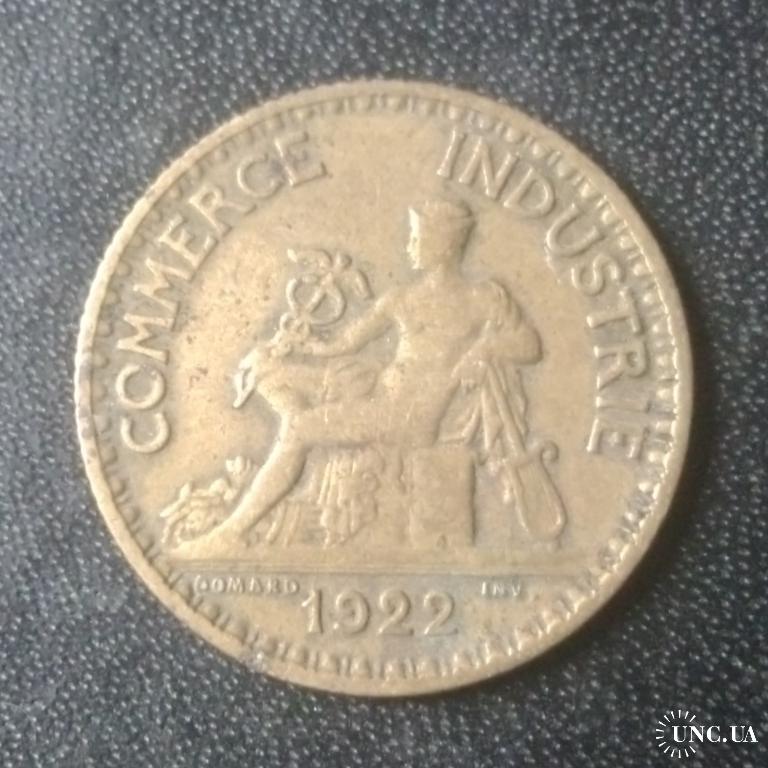 COMMERCE INDUSTRIE
DOMARD INV.
1922
UNC.UA